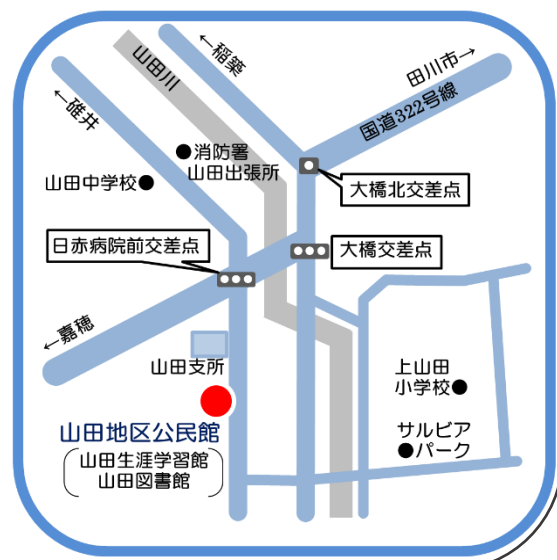 ←稲築
田川市→
山田川
国道322号線
←碓井
●消防署
山田出張所
山田中学校●
大橋北交差点
日赤病院前交差点
大橋交差点
←嘉穂
山田支所
上山田
小学校●
山田地区公民館
サルビア
●パーク
(山田生涯学習館
山田図書館)